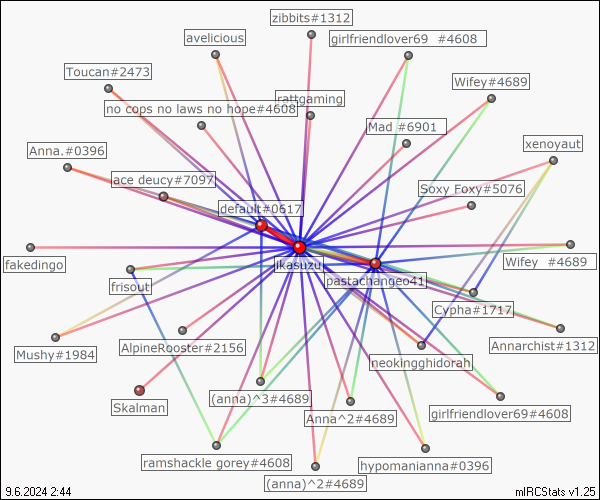 zibbits#1312
avelicious
girlfriendlover69 #4608
Toucan#2473
Wifey#4689
rattgaming
no cops no laws no hope#4608
Mad #6901
xenoyaut
Anna.#0396
ace deucy#7097
Soxy Foxy#5076
default#0617
fakedingo
jkasuzu
Wifey #4689
frisout
pastachangeo41
Cypha#1717
Mushy#1984
AlpineRooster#2156
Annarchist#1312
neokingghidorah
Skalman
(anna)^3#4689
Anna^2#4689
girlfriendlover69#4608
ramshackle gorey#4608
hypomanianna#0396
(anna)^2#4689
9.6.2024 2:44
mIRCStats v1.25